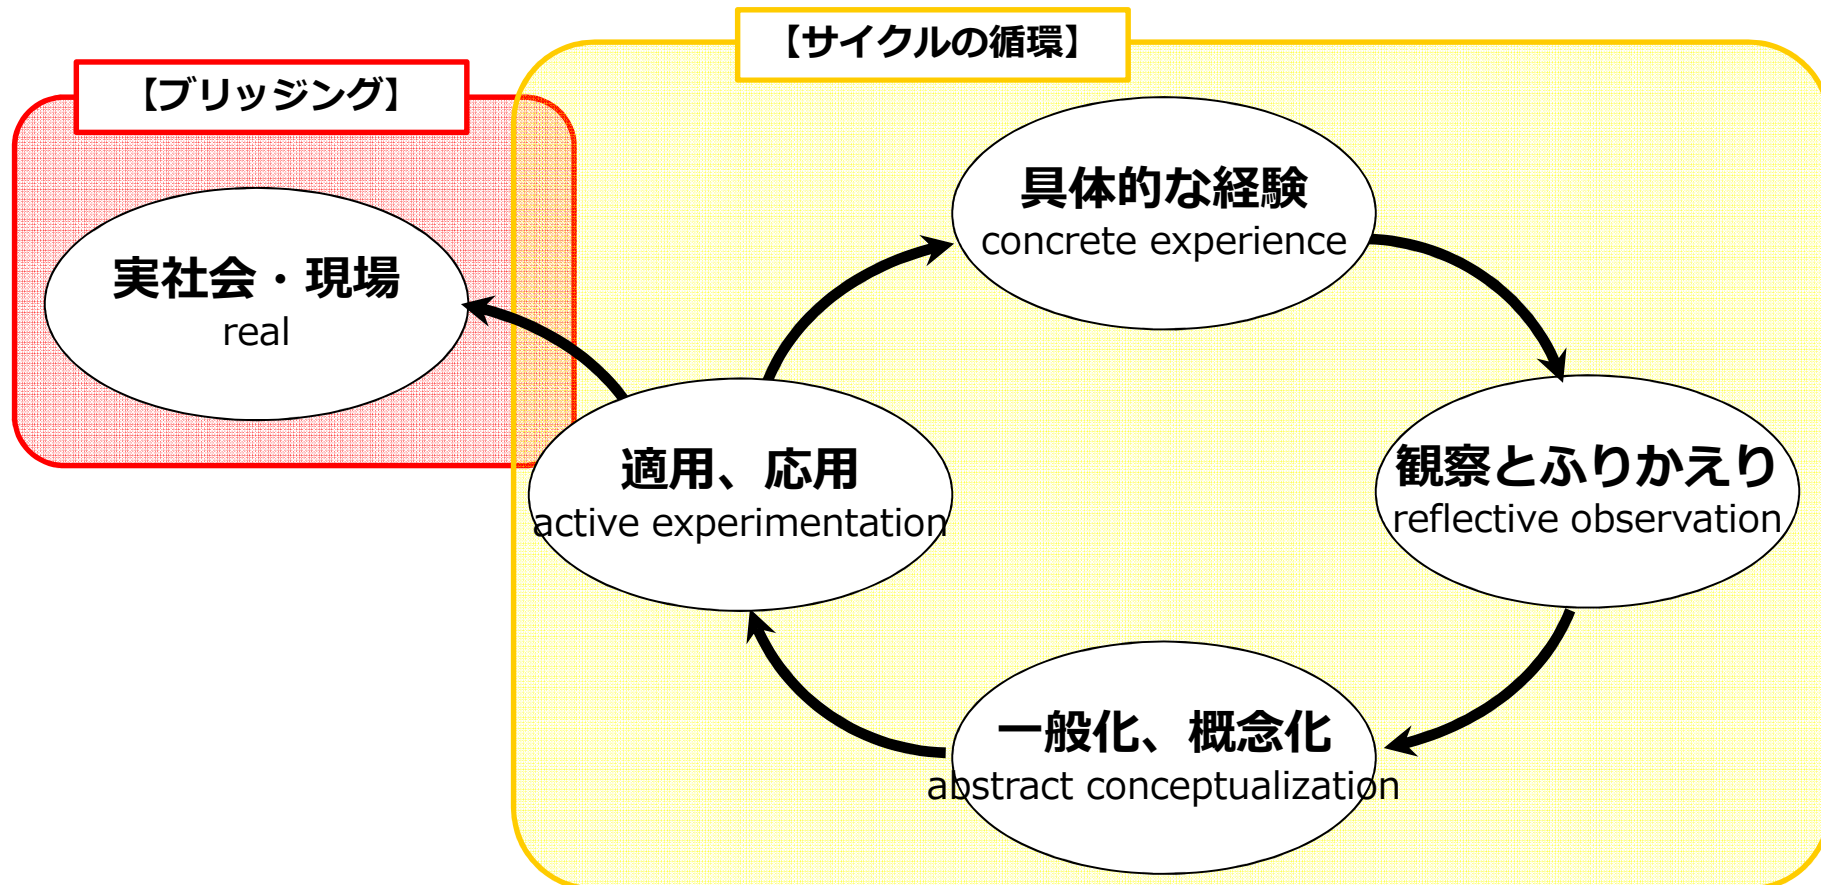 【サイクルの循環】
【ブリッジング】
具体的な経験
concrete experience
実社会・現場
real
適用、応用
active experimentation
観察とふりかえり
reflective observation
一般化、概念化
abstract conceptualization